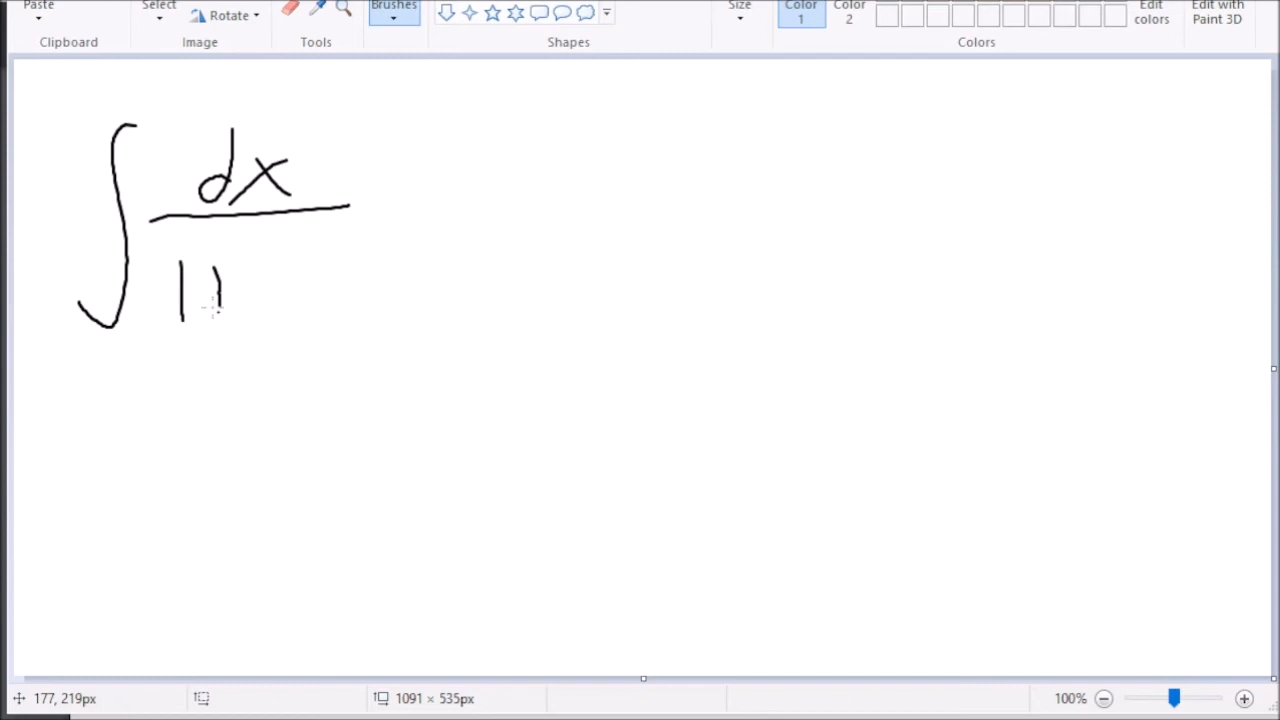 Paste
Select
Rotate
Brushes
Size
Color 1
Color 2
Edit colors
Edit with Paint 3D
Clipboard
Image
Tools
Shapes
Colors
∫ dx
11
177, 219px
1091 × 535px
100%